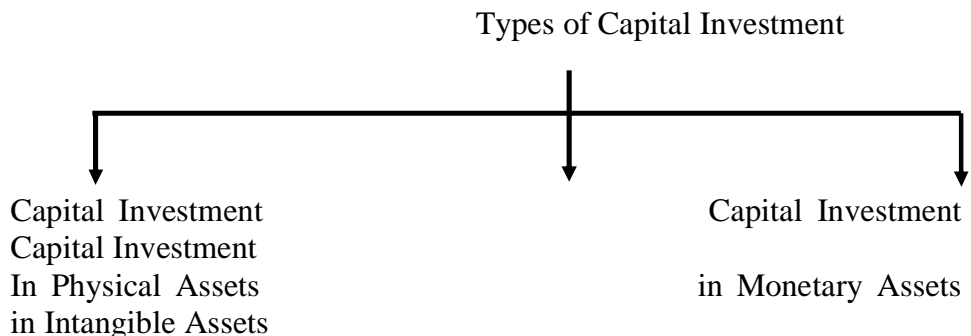 Types of Capital Investment
Capital Investment Capital Investment
Capital Investment
In Physical Assets in Monetary Assets
in Intangible Assets